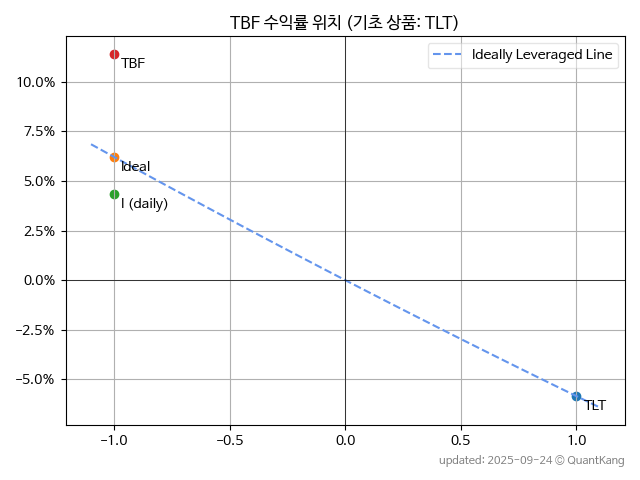 TBF 수익률 위치 (기초 상품: TLT)
Ideally Leveraged Line
10.0%
7.5%
5.0%
2.5%
0.0%
−2.5%
−5.0%
TBF
Ideal
I (daily)
TLT
−1.0
−0.5
0.0
0.5
1.0
updated: 2025-09-24 © QuantKang